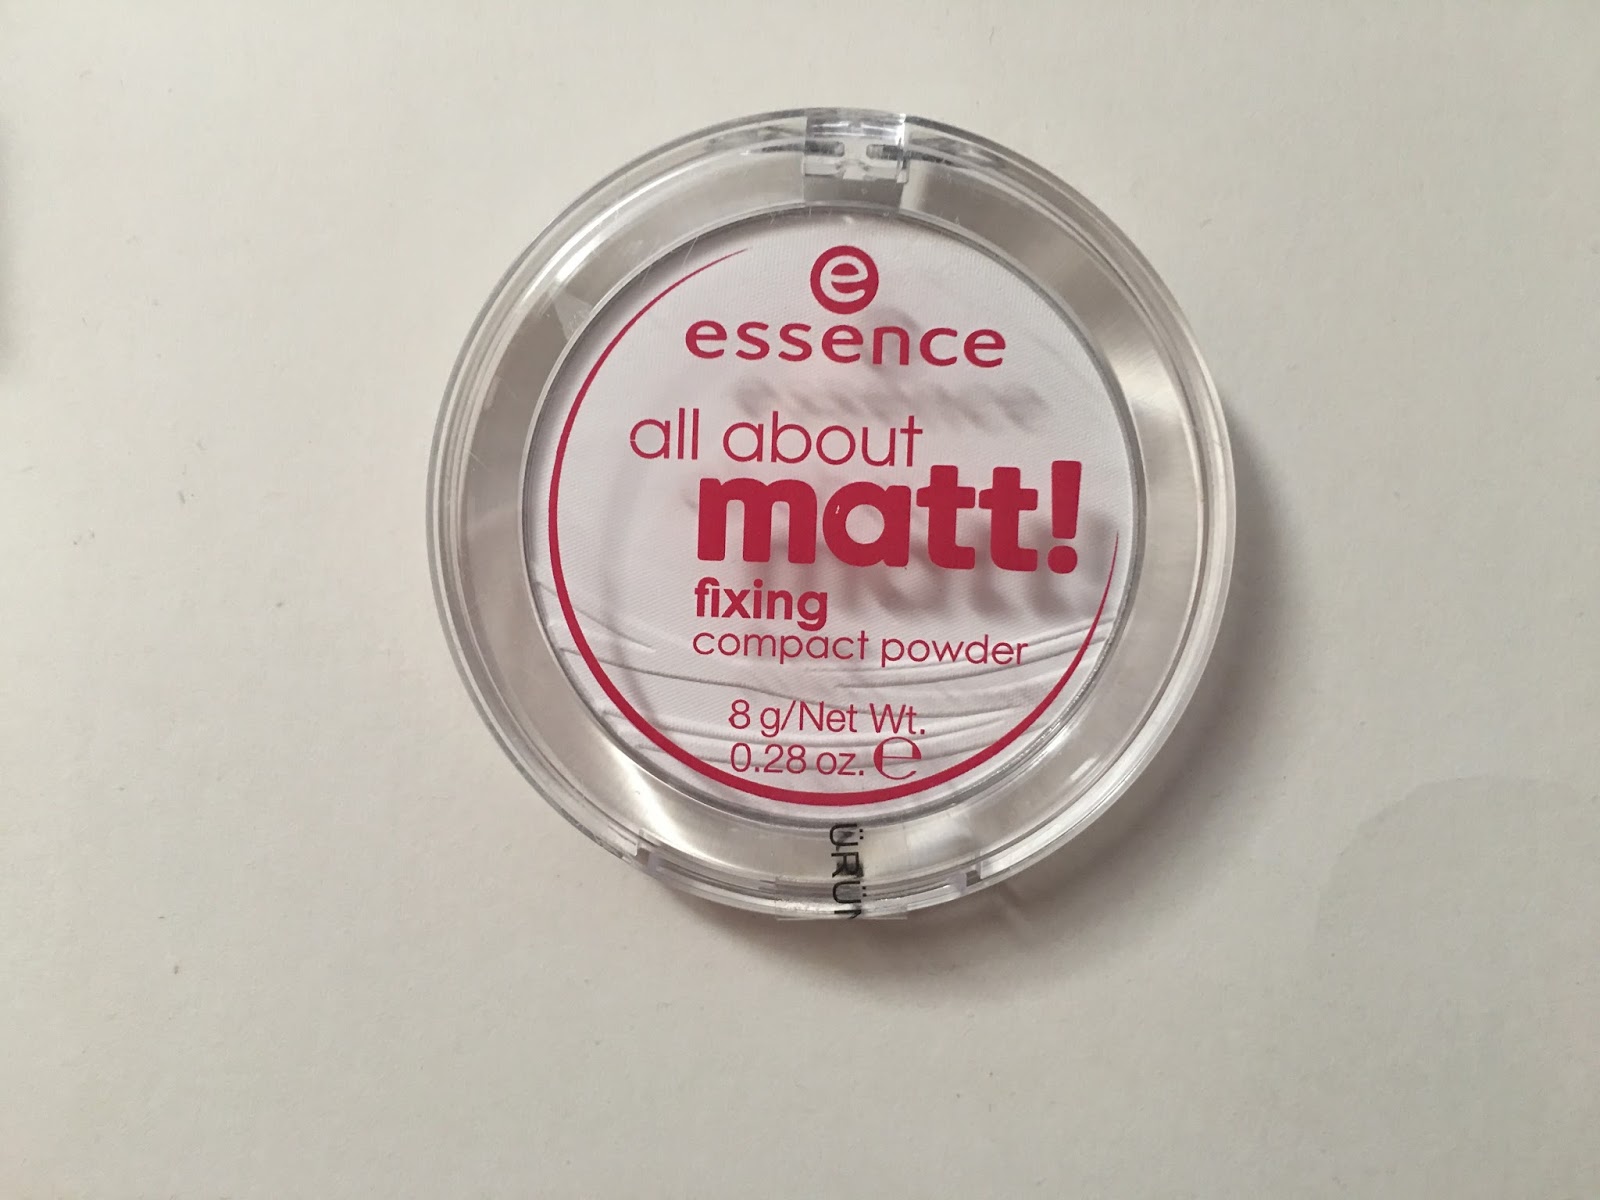 e
essence
all about
matt!
fixing
compact powder
8 g/Net Wt.
0.28 oz. ℮